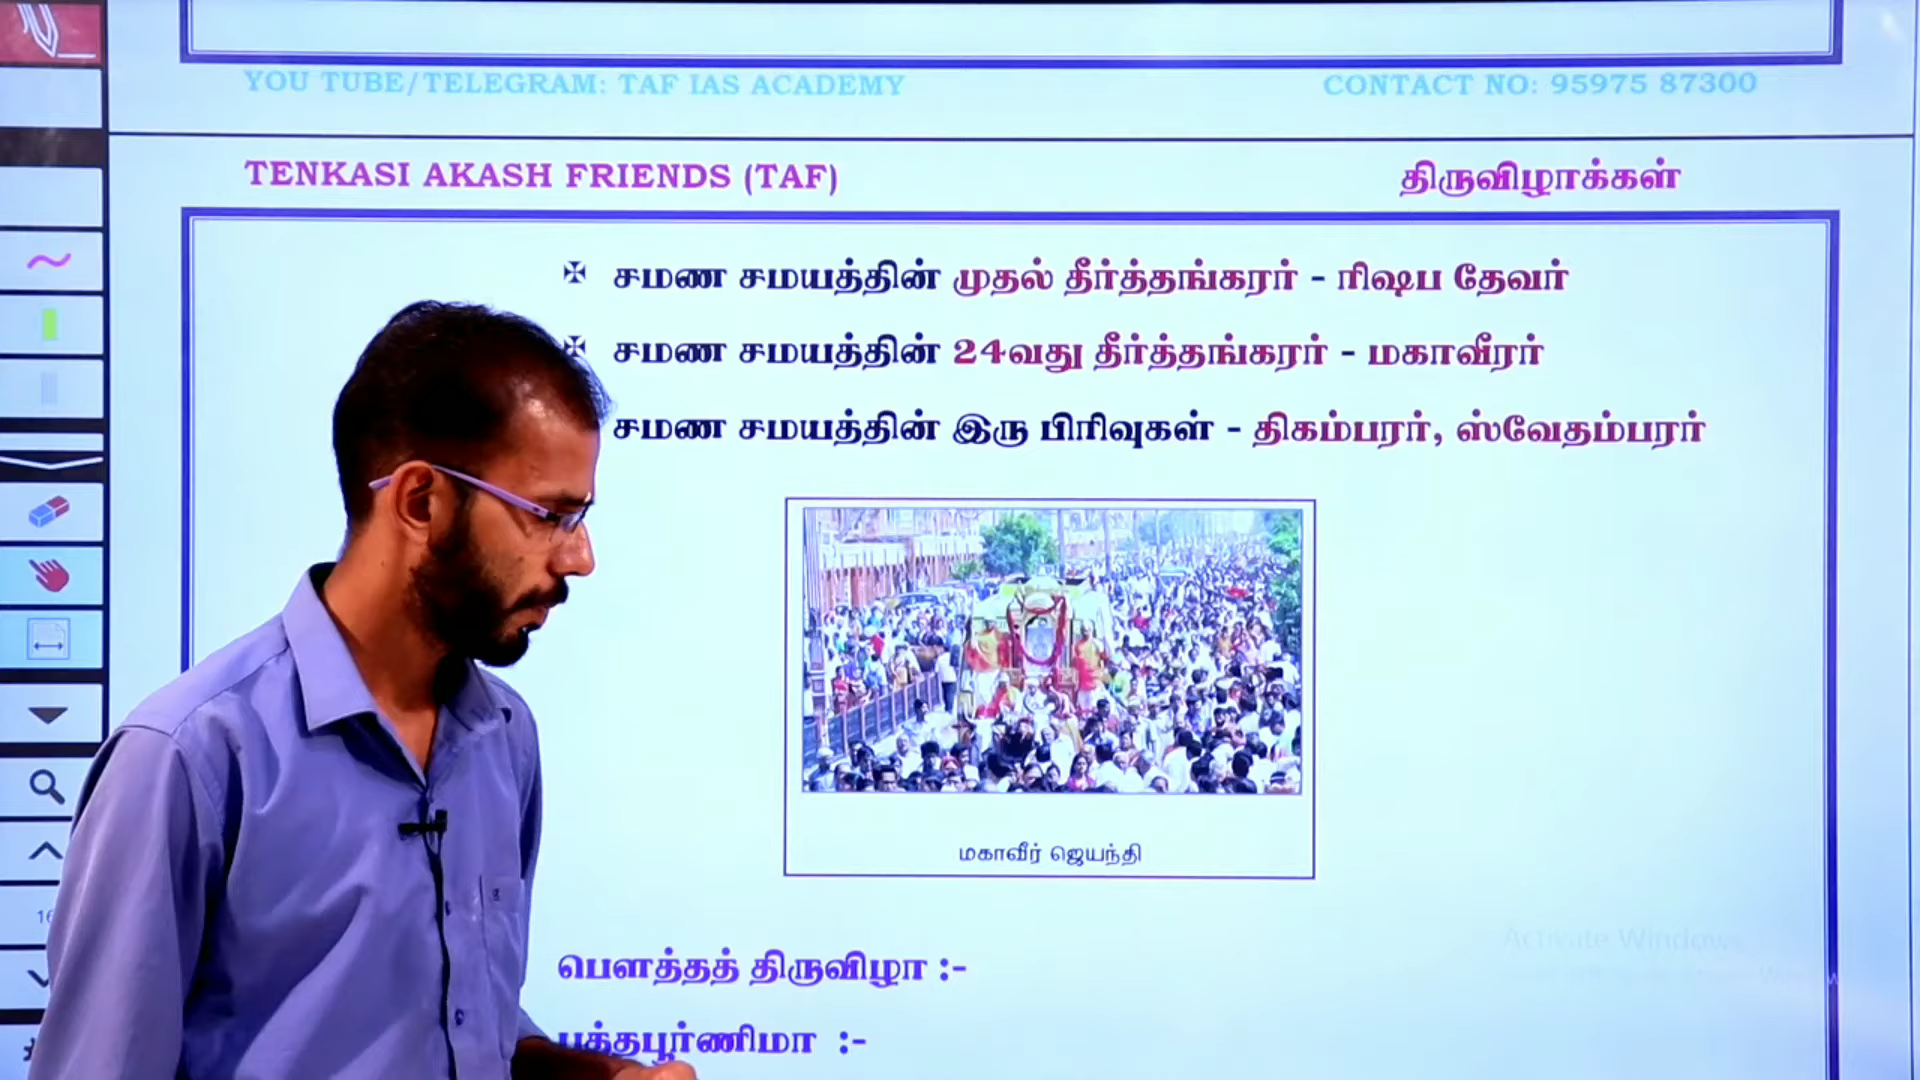 YOU TUBE/TELEGRAM: TAF IAS ACADEMY
CONTACT NO: 95975 87300
TENKASI AKASH FRIENDS (TAF)
திருவிழாக்கள்
சமண சமயத்தின் முதல் தீர்த்தங்கரர் - ரிஷப தேவர்
சமண சமயத்தின் 24வது தீர்த்தங்கரர் - மகாவீரர்
சமண சமயத்தின் இரு பிரிவுகள் - திகம்பரர், ஸ்வேதம்பரர்
மகாவீர் ஜெயந்தி
Activate Windows
பௌத்தத் திருவிழா :-
புத்தபூர்ணிமா :-